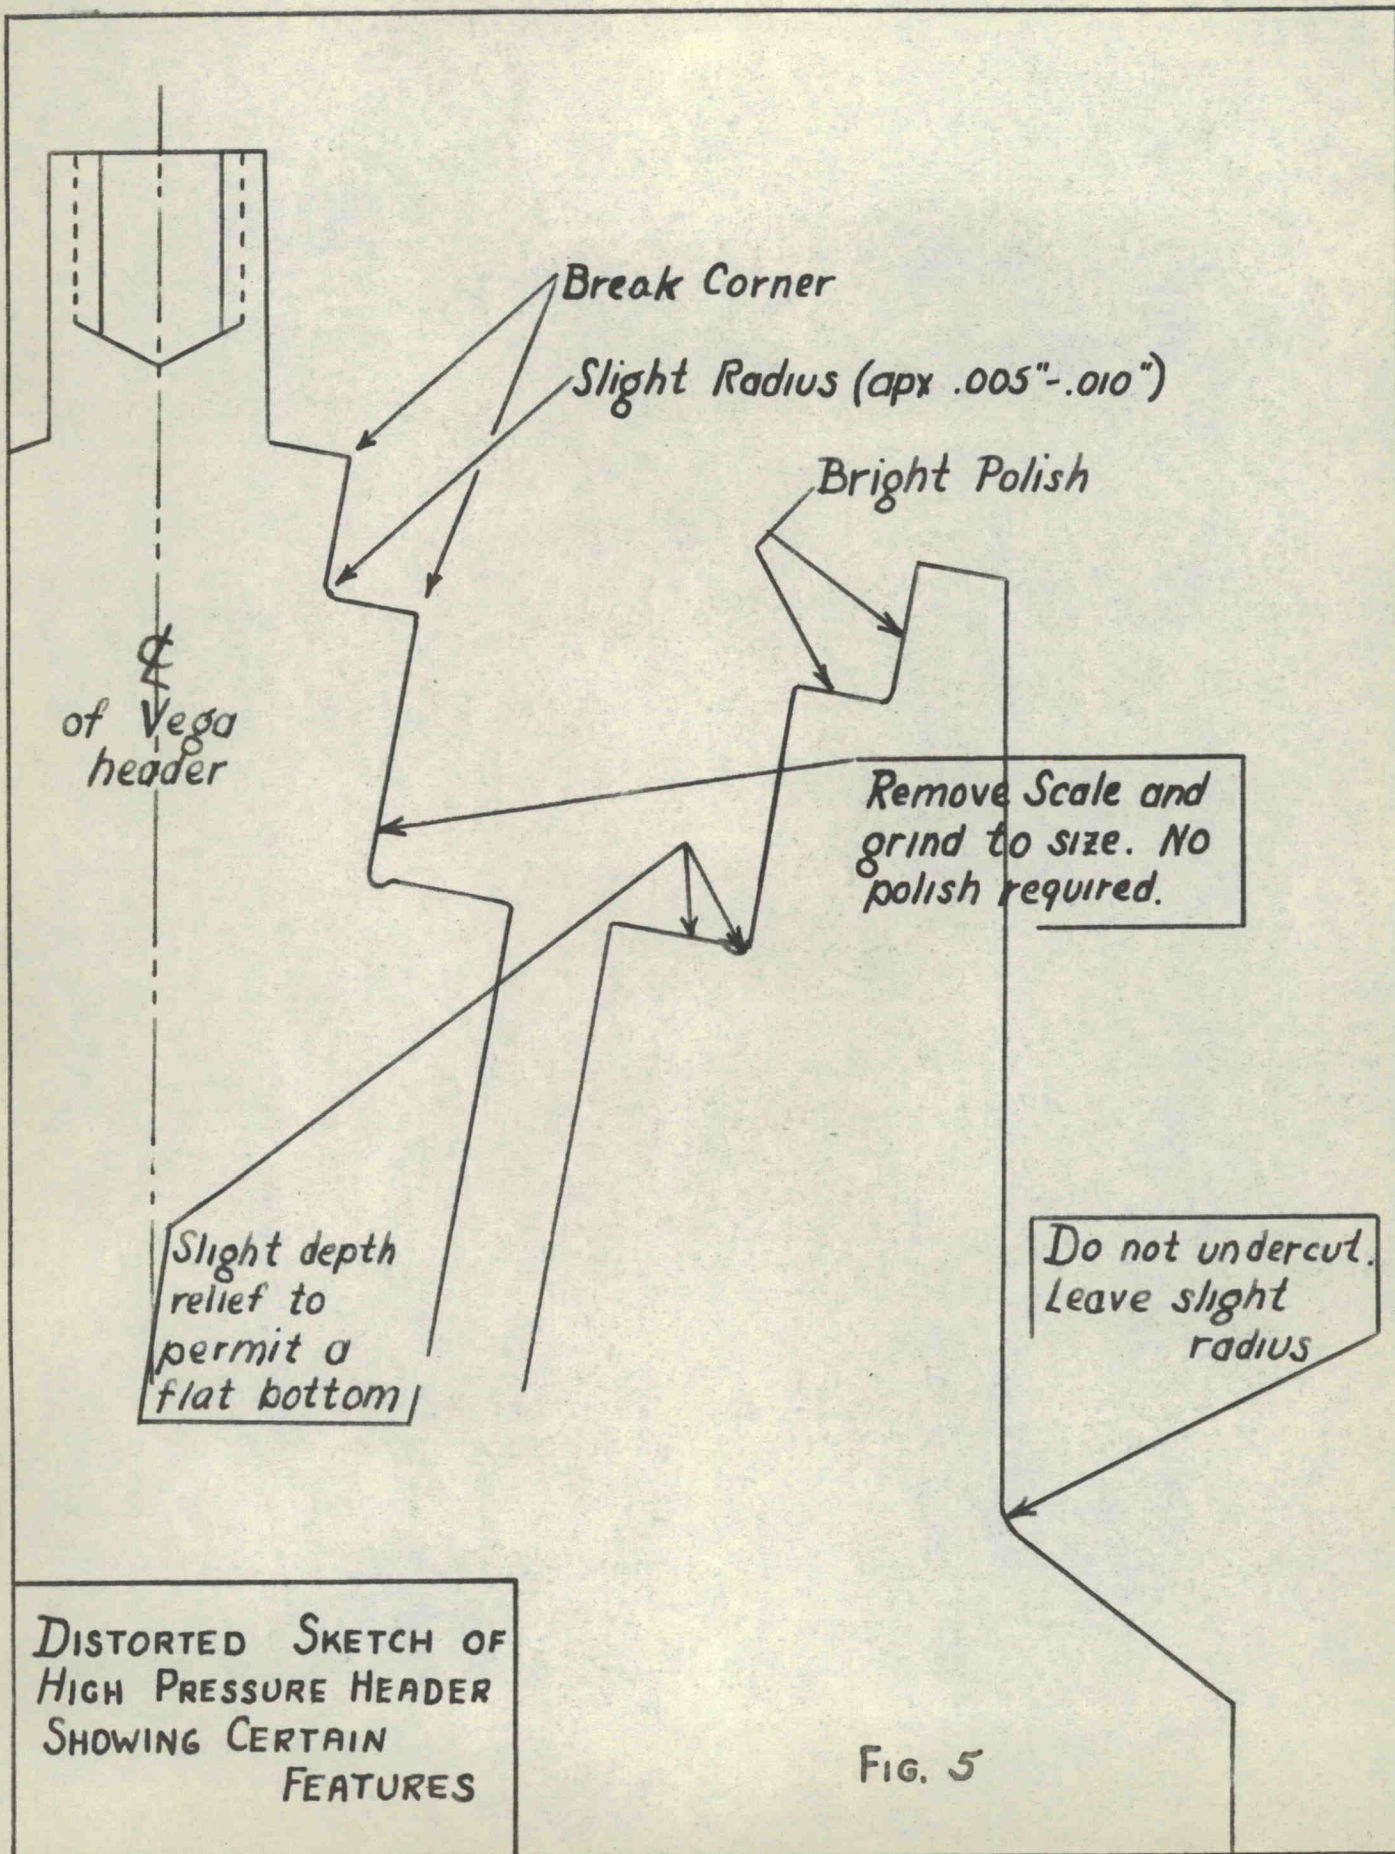 Break Corner
Slight Radius (apx .005"-.010")
Bright Polish
℄
of Vega
header
Remove Scale and
grind to size. No
polish required.
Slight depth
relief to
permit a
flat bottom
Do not undercut.
Leave slight
radius
DISTORTED SKETCH OF
HIGH PRESSURE HEADER
SHOWING CERTAIN
FEATURES
FIG. 5